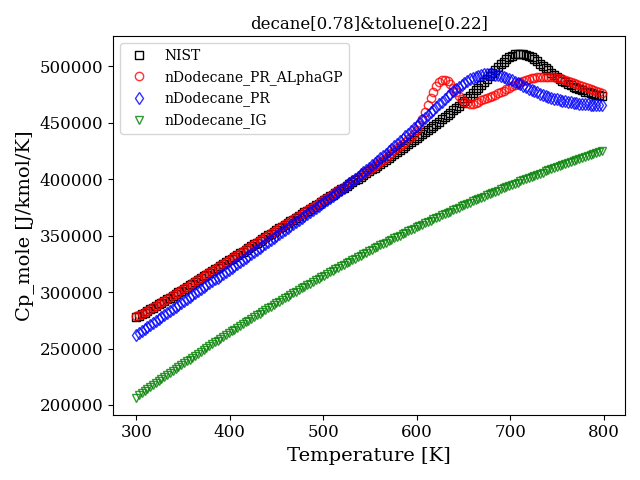 decane[0.78]&toluene[0.22]
NIST
nDodecane_PR_ALphaGP
nDodecane_PR
nDodecane_IG
Cp_mole [J/kmol/K]
500000
450000
400000
350000
300000
250000
200000
300 400 500 600 700 800
Temperature [K]